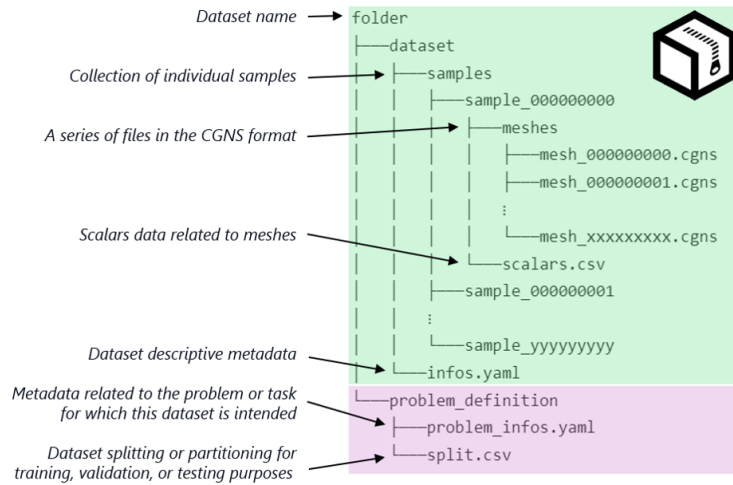 Dataset name
folder
├───dataset
Collection of individual samples
│ ├───samples
│ │ ├───sample_000000000
A series of files in the CGNS format
│ │ │ ├───meshes
│ │ │ │ ├───mesh_000000000.cgns
│ │ │ │ ├───mesh_000000001.cgns
│ │ │ │ ⋮
Scalars data related to meshes
│ │ │ │ └───mesh_xxxxxxxxx.cgns
│ │ │ └───scalars.csv
│ │ ├───sample_000000001
│ │ ⋮
│ │ └───sample_yyyyyyyyy
Dataset descriptive metadata
│ └───infos.yaml
Metadata related to the problem or task
for which this dataset is intended
└───problem_definition
├───problem_infos.yaml
Dataset splitting or partitioning for
training, validation, or testing purposes
└───split.csv